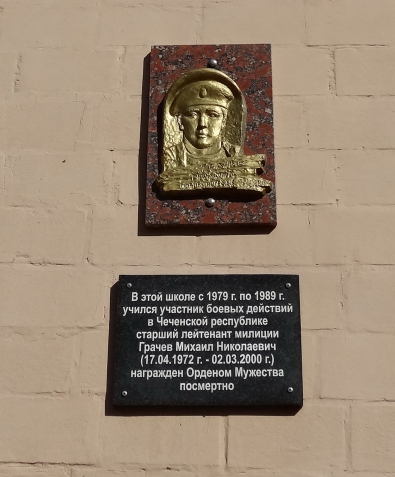 В этой школе с 1979 г. по 1989 г.
учился участник боевых действий
в Чеченской республике
старший лейтенант милиции
Грачев Михаил Николаевич
(17.04.1972 г. - 02.03.2000 г.)
награжден Орденом Мужества
посмертно